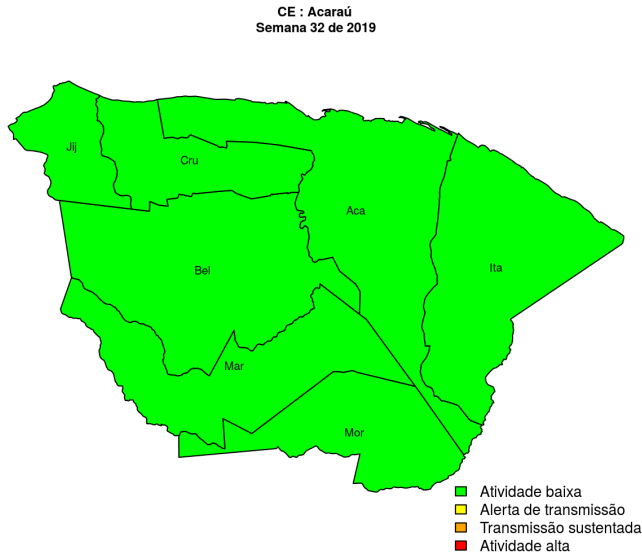 CE : Acaraú
Semana 32 de 2019
Jij
Cru
Aca
Bel
Ita
Mar
Mor
Atividade baixa
Alerta de transmissão
Transmissão sustentada
Atividade alta